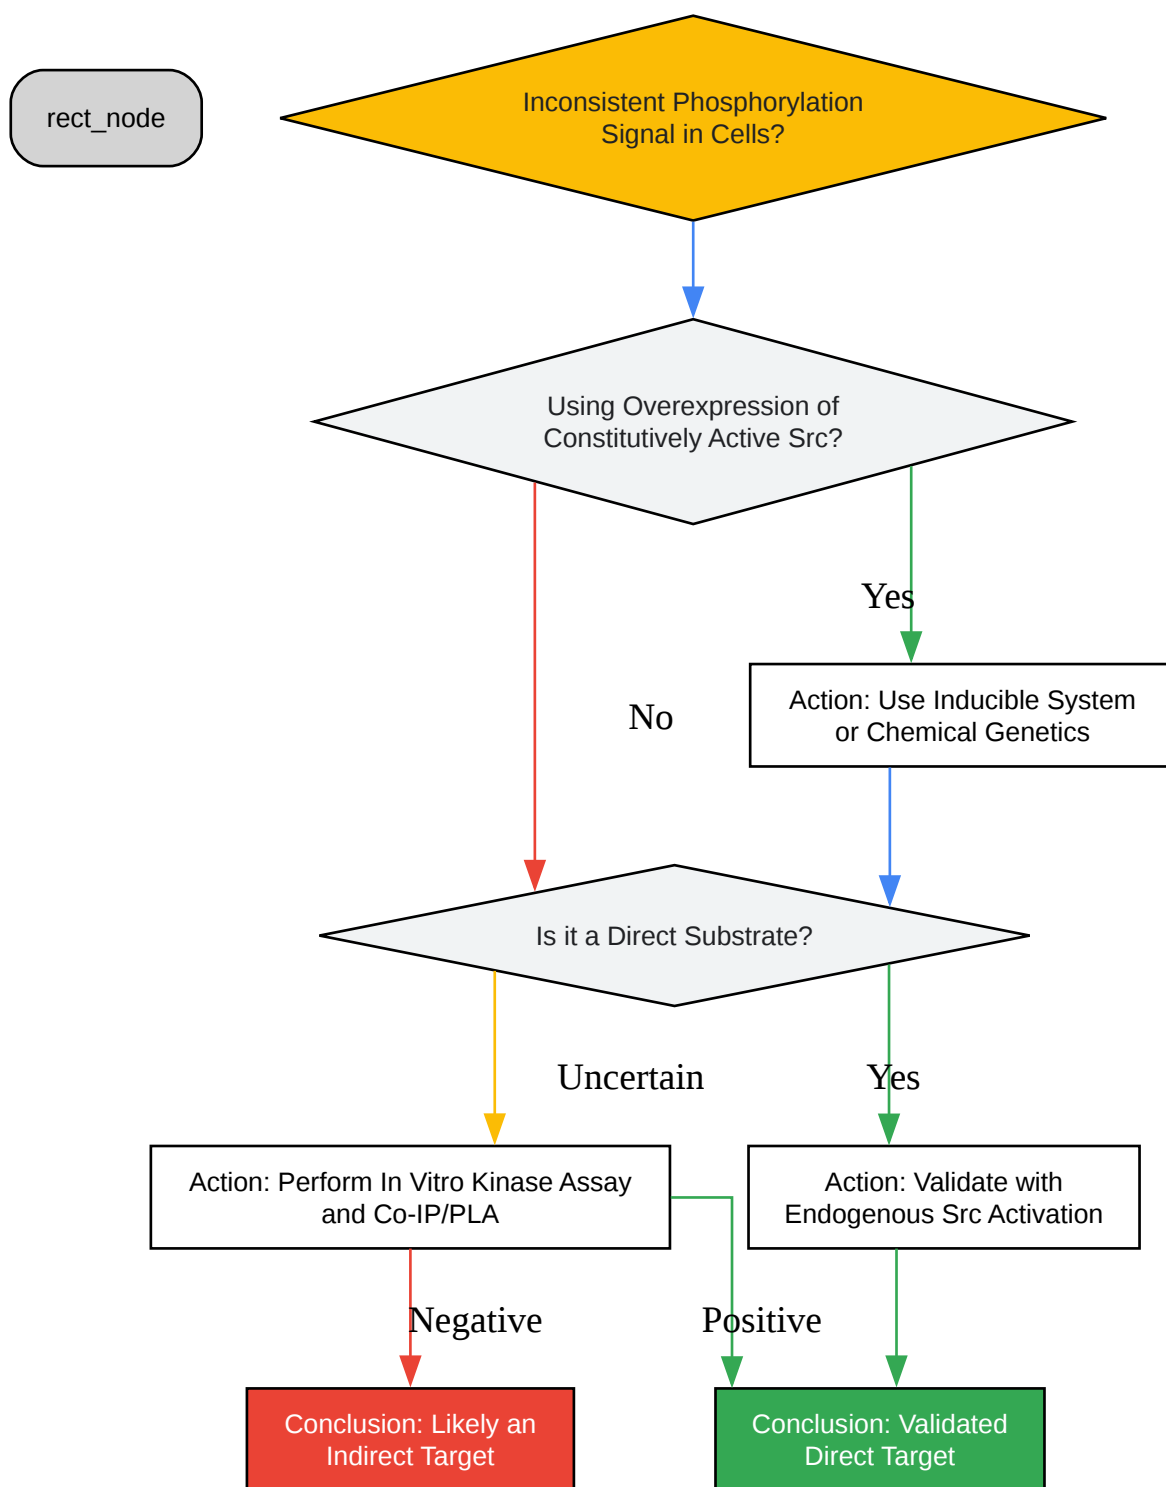 rect_node
Inconsistent Phosphorylation
Signal in Cells?
Using Overexpression of
Constitutively Active Src?
Yes
No
Action: Use Inducible System
or Chemical Genetics
Is it a Direct Substrate?
Uncertain
Yes
Action: Perform In Vitro Kinase Assay
and Co-IP/PLA
Action: Validate with
Endogenous Src Activation
Negative
Positive
Conclusion: Likely an
Indirect Target
Conclusion: Validated
Direct Target